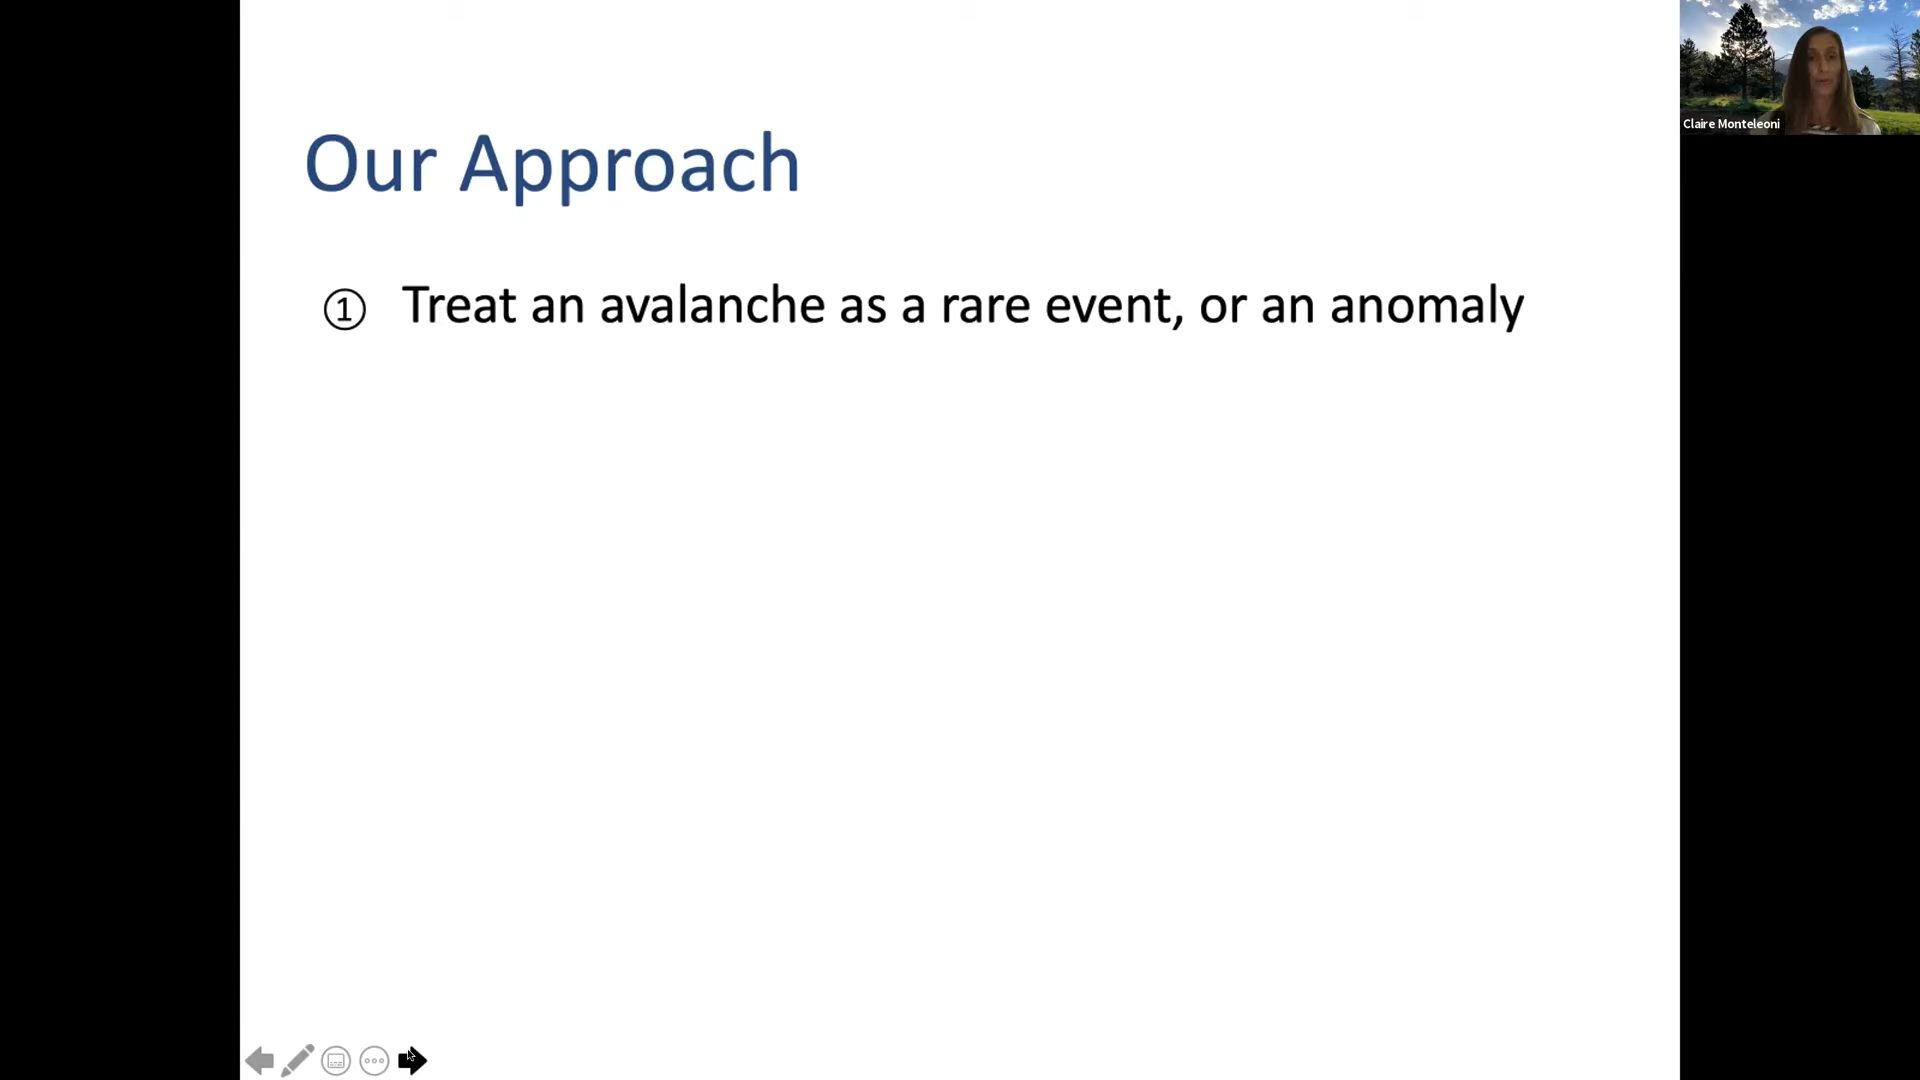 Our Approach
① Treat an avalanche as a rare event, or an anomaly
Claire Monteleoni